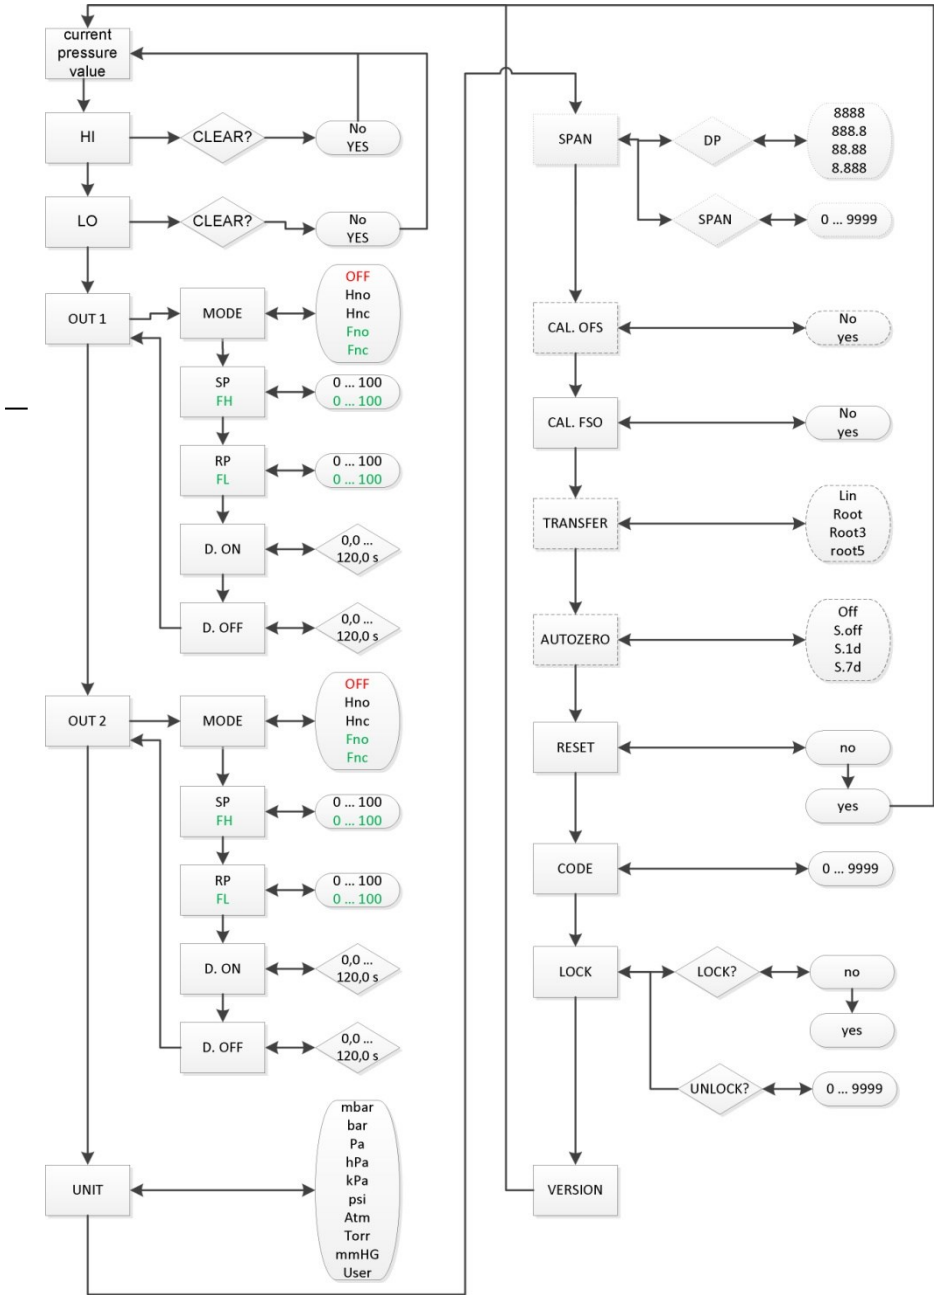 current
pressure
value
HI
CLEAR?
No
YES
LO
CLEAR?
No
YES
OUT 1
MODE
OFF
Hno
Hnc
Fno
Fnc
SP
FH
0 ... 100
0 ... 100
RP
FL
0 ... 100
0 ... 100
D. ON
0,0 ...
120,0 s
D. OFF
0,0 ...
120,0 s
OUT 2
MODE
OFF
Hno
Hnc
Fno
Fnc
SP
FH
0 ... 100
0 ... 100
RP
FL
0 ... 100
0 ... 100
D. ON
0,0 ...
120,0 s
D. OFF
0,0 ...
120,0 s
UNIT
mbar
bar
Pa
hPa
kPa
psi
Atm
Torr
mmHG
User
SPAN
DP
8888
888.8
88.88
8.888
SPAN
0 ... 9999
CAL. OFS
No
yes
CAL. FSO
No
yes
TRANSFER
Lin
Root
Root3
root5
AUTOZERO
Off
S.off
S.1d
S.7d
RESET
no
yes
CODE
0 ... 9999
LOCK
LOCK?
no
yes
UNLOCK?
0 ... 9999
VERSION